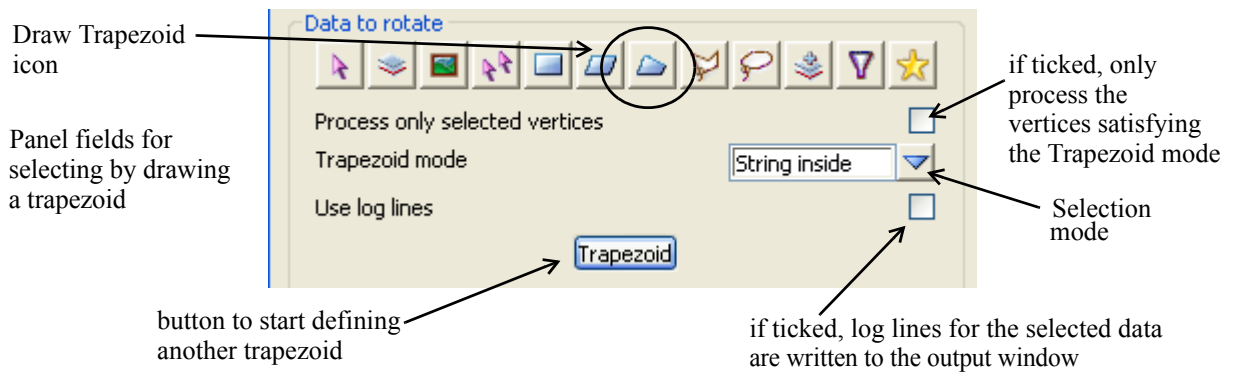 Data to rotate
Draw Trapezoid
icon
if ticked, only
process the
vertices satisfying
the Trapezoid mode
Process only selected vertices
Panel fields for
selecting by drawing
a trapezoid
Trapezoid mode
String inside
Use log lines
Selection
mode
Trapezoid
button to start defining
another trapezoid
if ticked, log lines for the selected data
are written to the output window